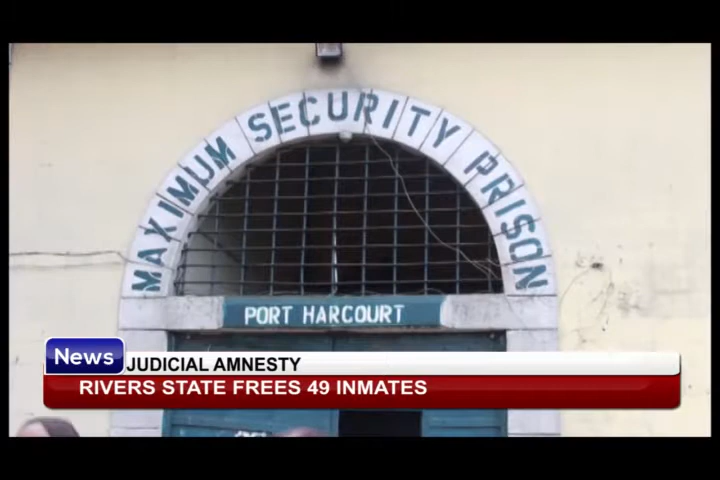 MAXIMUM SECURITY PRISON
PORT HARCOURT
News
JUDICIAL AMNESTY
RIVERS STATE FREES 49 INMATES